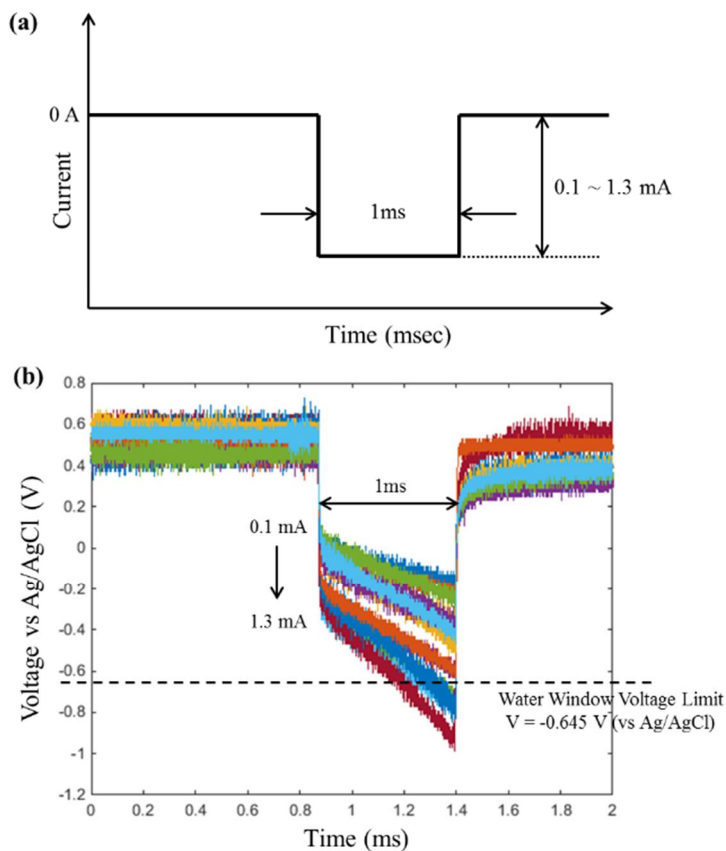 (a)
0 A
Current
1ms
0.1 ~ 1.3 mA
Time (msec)
(b)
Voltage vs Ag/AgCl (V)
0.8
0.6
0.4
0.2
0
-0.2
-0.4
-0.6
-0.8
-1
-1.2
1ms
0.1 mA
1.3 mA
Water Window Voltage Limit
V = -0.645 V (vs Ag/AgCl)
0
0.2
0.4
0.6
0.8
1
1.2
1.4
1.6
1.8
2
Time (ms)